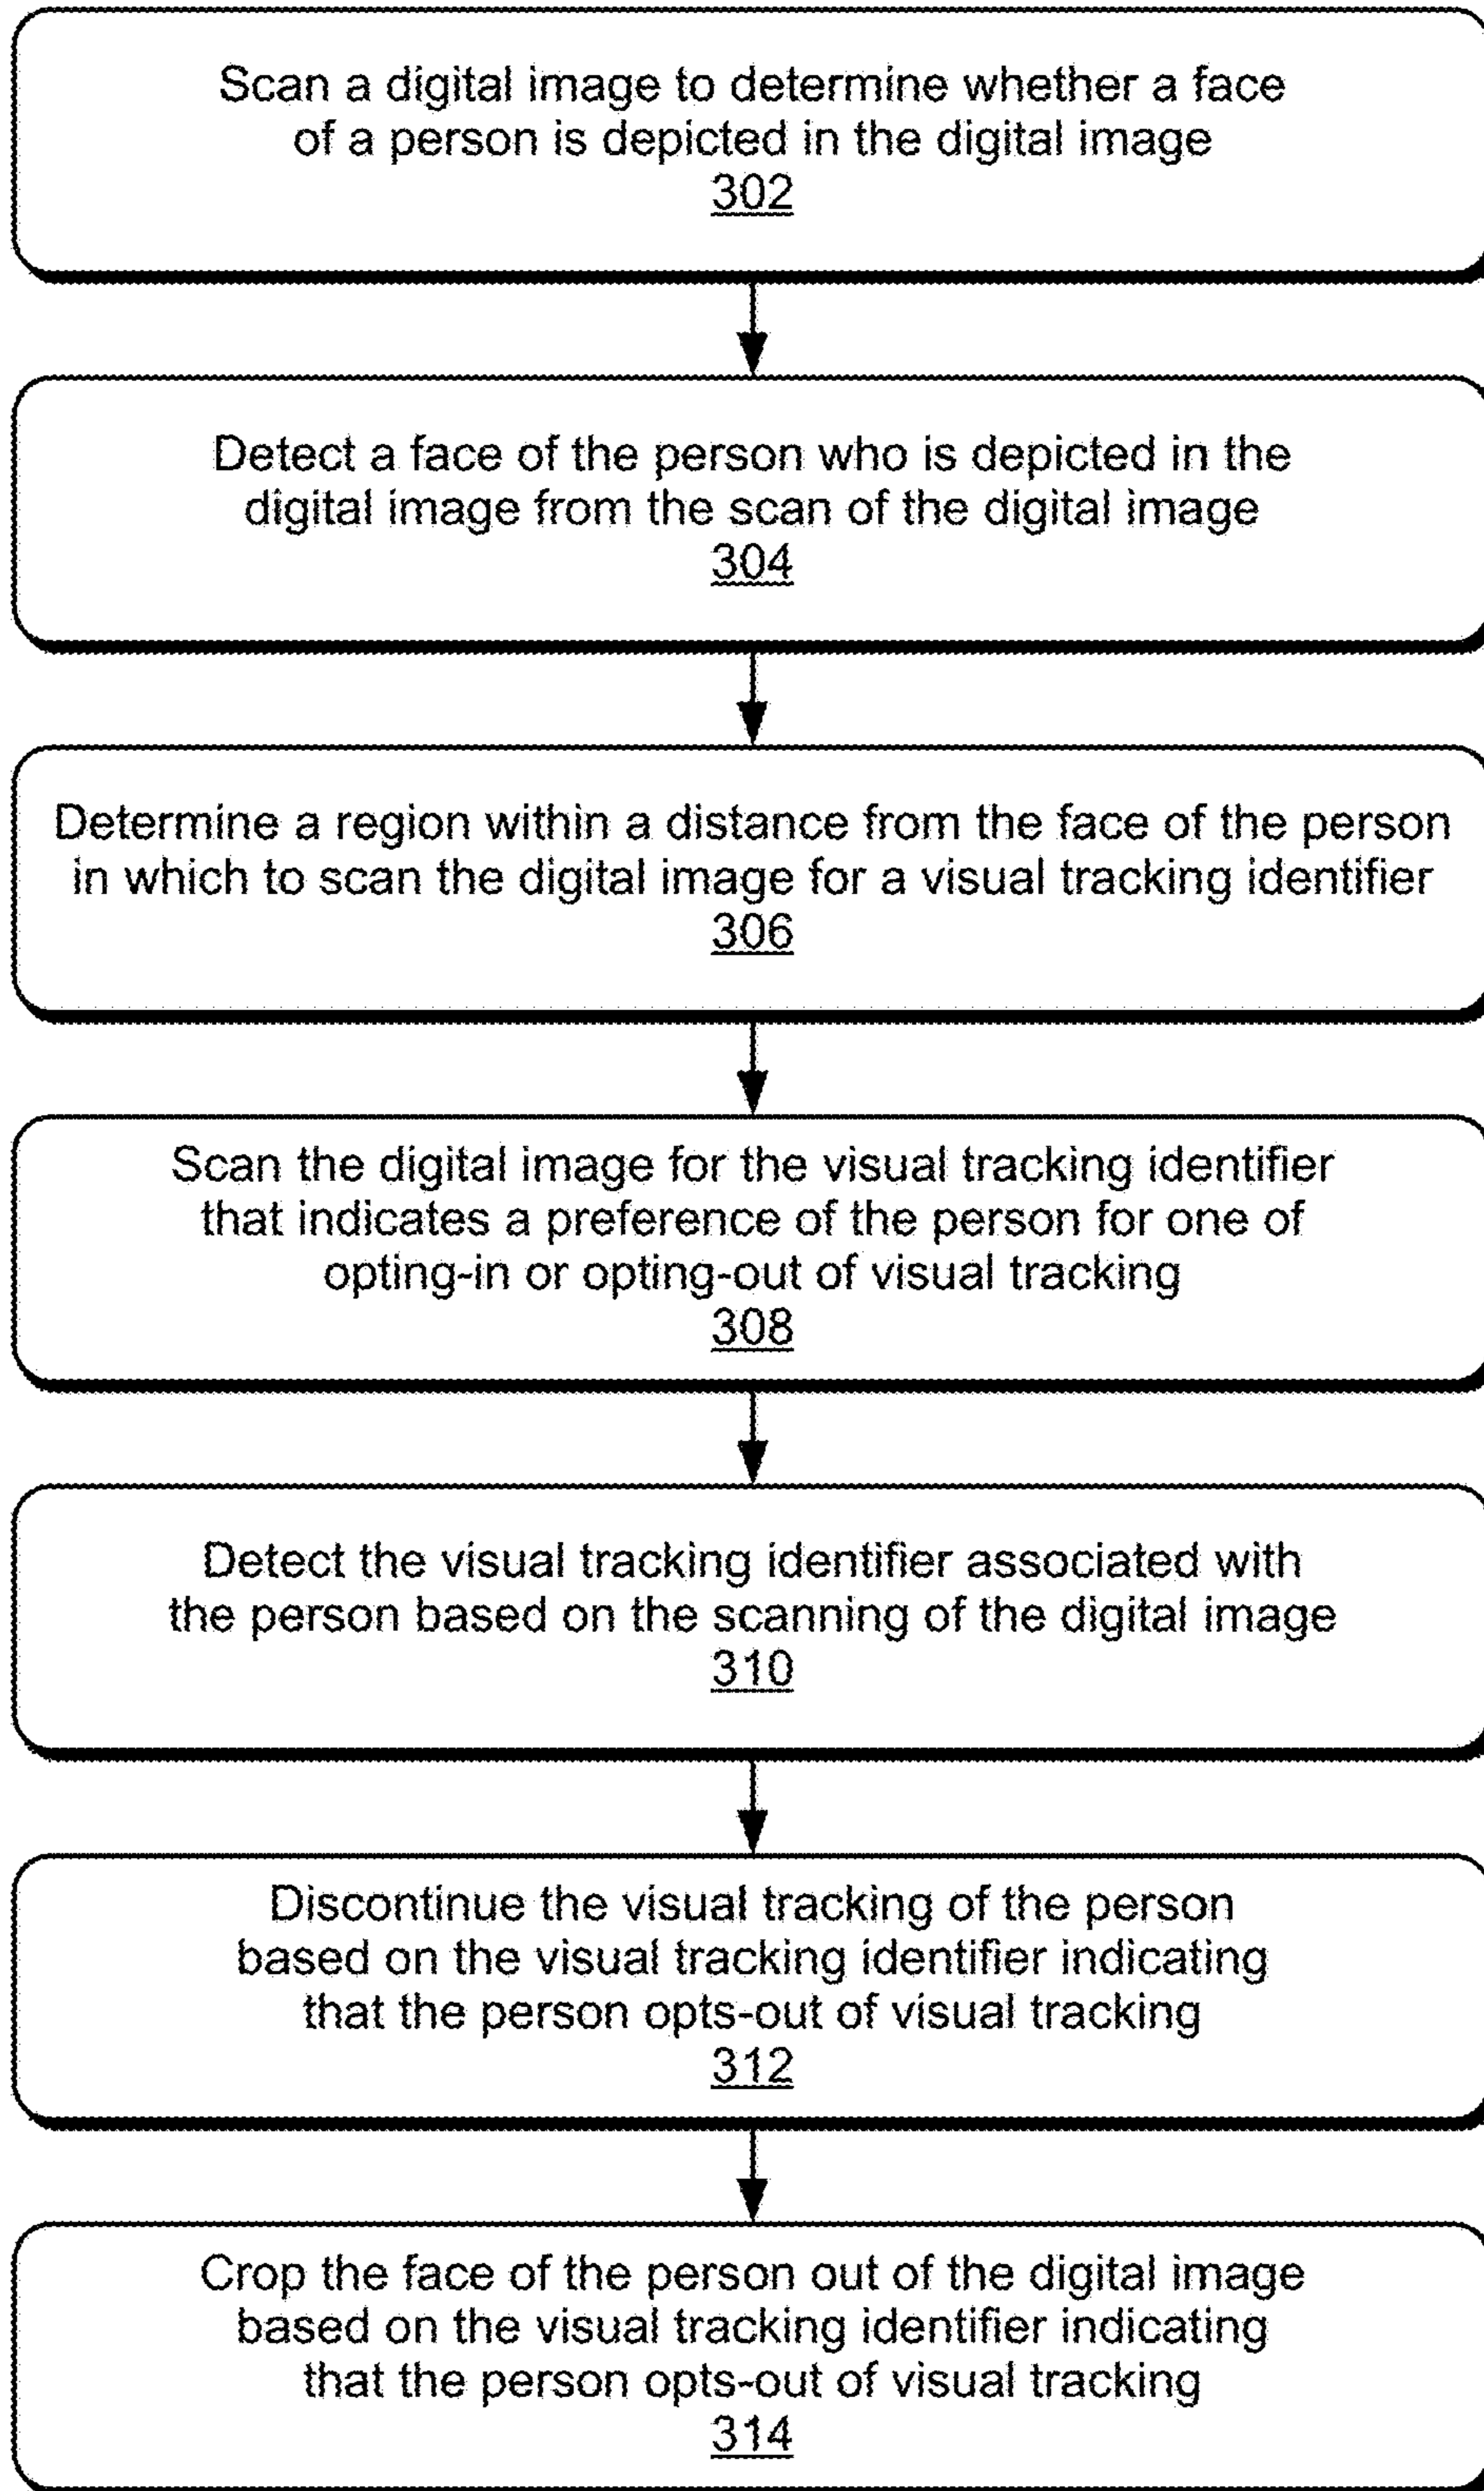 Scan a digital image to determine whether a face
of a person is depicted in the digital image
302
Detect a face of the person who is depicted in the
digital image from the scan of the digital image
304
Determine a region within a distance from the face of the person
in which to scan the digital image for a visual tracking identifier
306
Scan the digital image for the visual tracking identifier
that indicates a preference of the person for one of
opting-in or opting-out of visual tracking
308
Detect the visual tracking identifier associated with
the person based on the scanning of the digital image
310
Discontinue the visual tracking of the person
based on the visual tracking identifier indicating
that the person opts-out of visual tracking
312
Crop the face of the person out of the digital image
based on the visual tracking identifier indicating
that the person opts-out of visual tracking
314